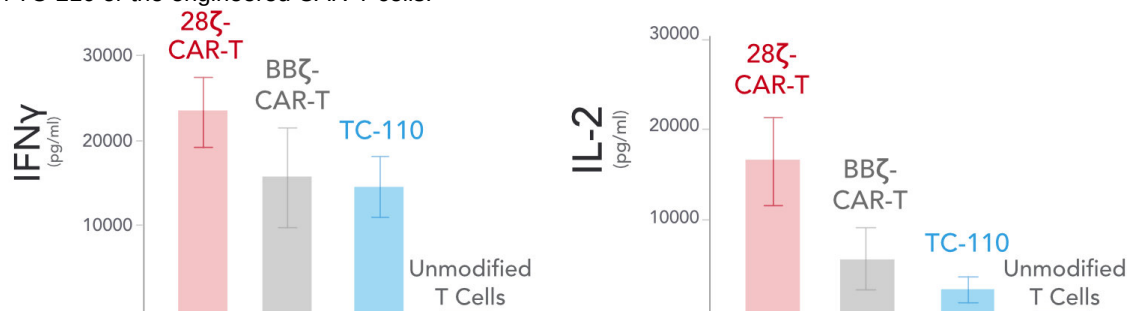 28ζ-
CAR-T
30000
BBζ-
CAR-T
TC-110
20000
IFNγ
(pg/ml)
10000
Unmodified
T Cells
30000
28ζ-
CAR-T
20000
IL-2
(pg/ml)
BBζ-
CAR-T
10000
TC-110
Unmodified
T Cells